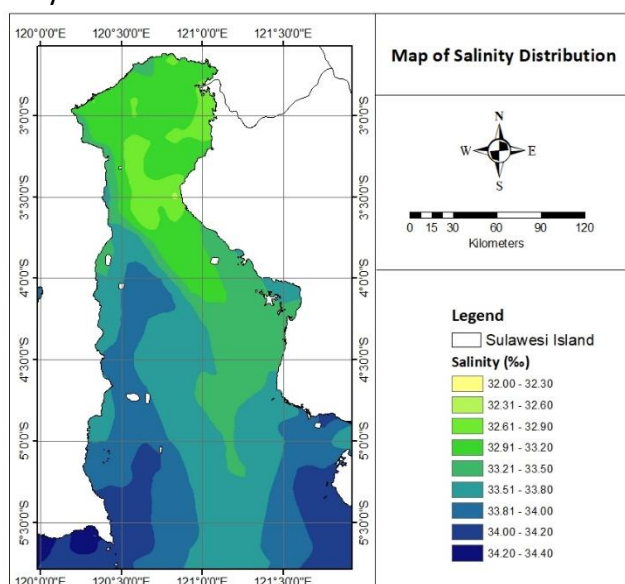 120°0'0"E 120°30'0"E 121°0'0"E 121°30'0"E
3°0'0"S
3°30'0"S
4°0'0"S
4°30'0"S
5°0'0"S
5°30'0"S
3°0'0"S
3°30'0"S
4°0'0"S
4°30'0"S
5°0'0"S
5°30'0"S
120°0'0"E 120°30'0"E 121°0'0"E 121°30'0"E
Map of Salinity Distribution
N
W E
S
0 15 30 60 90 120
Kilometers
Legend
Sulawesi Island
Salinity (‰)
32.00 - 32.30
32.31 - 32.60
32.61 - 32.90
32.91 - 33.20
33.21 - 33.50
33.51 - 33.80
33.81 - 34.00
34.00 - 34.20
34.20 - 34.40